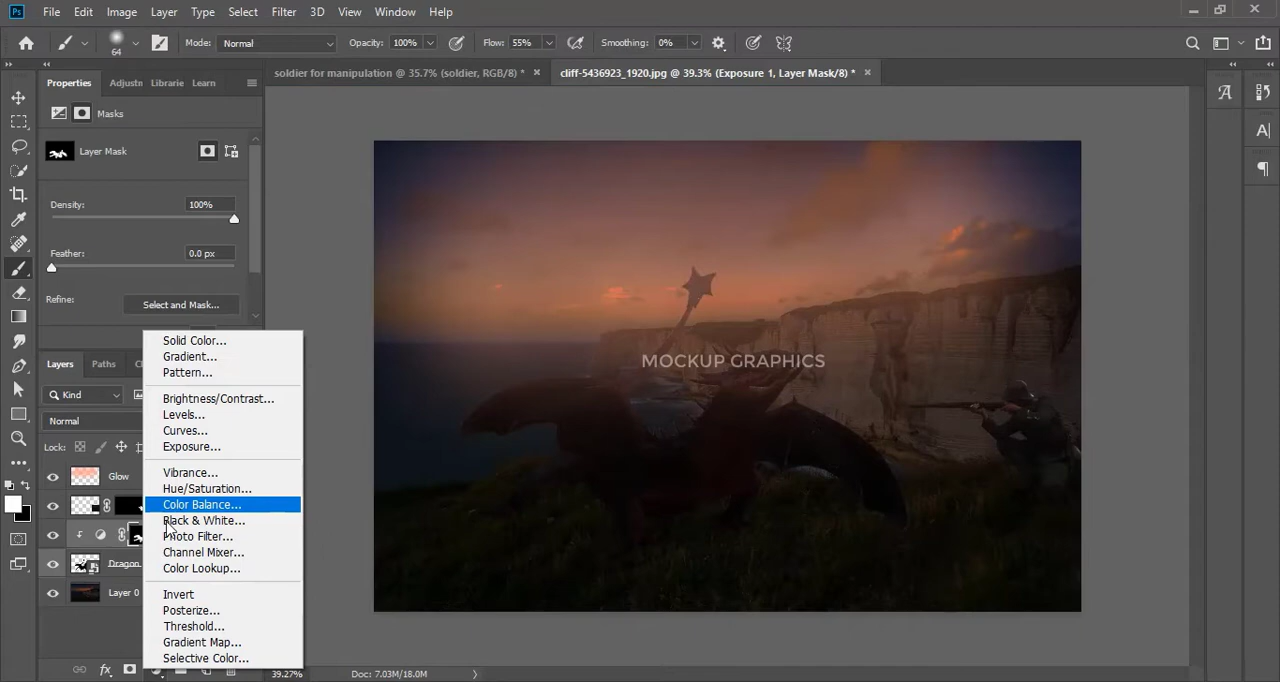 Ps File Edit Image Layer Type Select Filter 3D View Window Help
64 Mode: Normal Opacity: 100% Flow: 55% Smoothing: 0%
soldier for manipulation @ 35.7% (soldier, RGB/8) * × cliff-5436923_1920.jpg @ 39.3% (Exposure 1, Layer Mask/8) * ×
Properties Adjustn Librarie Learn
Masks
Layer Mask
Density: 100%
Feather: 0.0 px
Refine: Select and Mask...
Layers Paths
Kind
Normal
Lock:
Glow
Dragon
Layer 0
Solid Color...
Gradient...
Pattern...
Brightness/Contrast...
Levels...
Curves...
Exposure...
Vibrance...
Hue/Saturation...
Color Balance...
Black & White...
Photo Filter...
Channel Mixer...
Color Lookup...
Invert
Posterize...
Threshold...
Gradient Map...
Selective Color...
MOCKUP GRAPHICS
39.27% Doc: 7.03M/18.0M